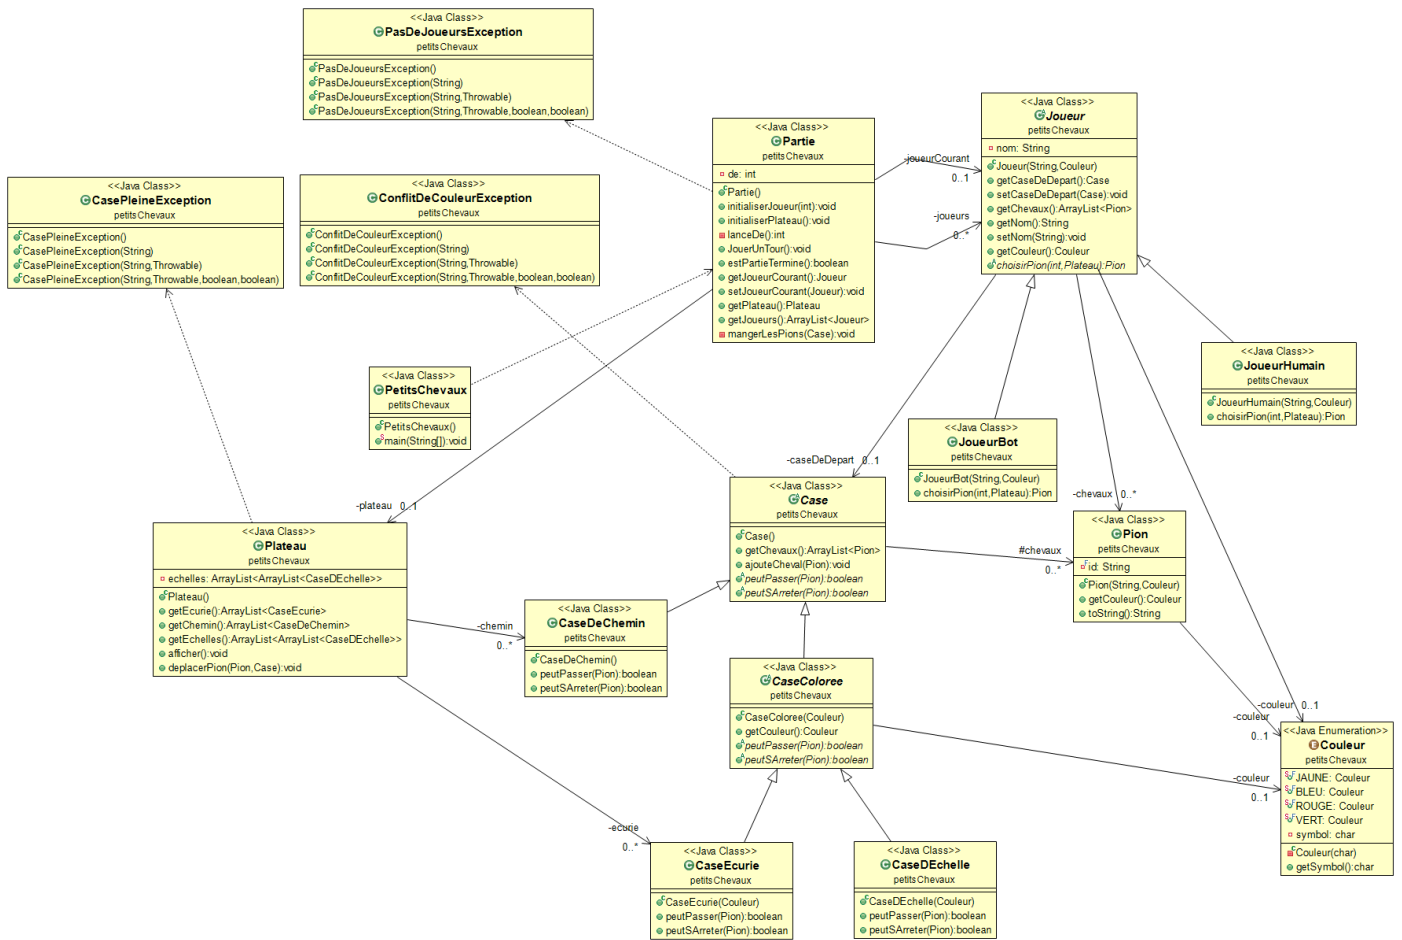 <<Java Class>>
PasDeJoueursException
petitsChevaux
PasDeJoueursException()
PasDeJoueursException(String)
PasDeJoueursException(String,Throwable)
PasDeJoueursException(String,Throwable,boolean,boolean)
<<Java Class>>
CasePleineException
petitsChevaux
CasePleineException()
CasePleineException(String)
CasePleineException(String,Throwable)
CasePleineException(String,Throwable,boolean,boolean)
<<Java Class>>
ConflitDeCouleurException
petitsChevaux
ConflitDeCouleurException()
ConflitDeCouleurException(String)
ConflitDeCouleurException(String,Throwable)
ConflitDeCouleurException(String,Throwable,boolean,boolean)
<<Java Class>>
Partie
petitsChevaux
de: int
Partie()
initialiserJoueur(int):void
initialiserPlateau():void
lanceDe():int
JouerUnTour():void
estPartieTermine():boolean
getJoueurCourant():Joueur
setJoueurCourant(Joueur):void
getPlateau():Plateau
getJoueurs():ArrayList<Joueur>
mangerLesPions(Case):void
-joueurCourant
0..1
-joueurs
0..*
<<Java Class>>
Joueur
petitsChevaux
nom: String
Joueur(String,Couleur)
getCaseDeDepart():Case
setCaseDeDepart(Case):void
getChevaux():ArrayList<Pion>
getNom():String
setNom(String):void
getCouleur():Couleur
choisirPion(int,Plateau):Pion
<<Java Class>>
JoueurHumain
petitsChevaux
JoueurHumain(String,Couleur)
choisirPion(int,Plateau):Pion
<<Java Class>>
PetitsChevaux
petitsChevaux
PetitsChevaux()
main(String[]):void
<<Java Class>>
JoueurBot
petitsChevaux
JoueurBot(String,Couleur)
choisirPion(int,Plateau):Pion
-caseDeDepart 0..1
-chevaux 0..*
-plateau 0..1
<<Java Class>>
Case
petitsChevaux
Case()
getChevaux():ArrayList<Pion>
ajouteCheval(Pion):void
peutPasser(Pion):boolean
peutSArreter(Pion):boolean
#chevaux
0..*
<<Java Class>>
Pion
petitsChevaux
id: String
Pion(String,Couleur)
getCouleur():Couleur
toString():String
<<Java Class>>
Plateau
petitsChevaux
echelles: ArrayList<ArrayList<CaseDEchelle>>
Plateau()
getEcurie():ArrayList<CaseEcurie>
getChemin():ArrayList<CaseDeChemin>
getEchelles():ArrayList<ArrayList<CaseDEchelle>>
afficher():void
deplacerPion(Pion,Case):void
-chemin
0..*
<<Java Class>>
CaseDeChemin
petitsChevaux
CaseDeChemin()
peutPasser(Pion):boolean
peutSArreter(Pion):boolean
<<Java Class>>
CaseColoree
petitsChevaux
CaseColoree(Couleur)
getCouleur():Couleur
peutPasser(Pion):boolean
peutSArreter(Pion):boolean
-couleur 0..1
-couleur
0..1
-couleur
0..1
<<Java Enumeration>>
Couleur
petitsChevaux
JAUNE: Couleur
BLEU: Couleur
ROUGE: Couleur
VERT: Couleur
symbol: char
Couleur(char)
getSymbol():char
-ecurie
0..*
<<Java Class>>
CaseEcurie
petitsChevaux
CaseEcurie(Couleur)
peutPasser(Pion):boolean
peutSArreter(Pion):boolean
<<Java Class>>
CaseDEchelle
petitsChevaux
CaseDEchelle(Couleur)
peutPasser(Pion):boolean
peutSArreter(Pion):boolean